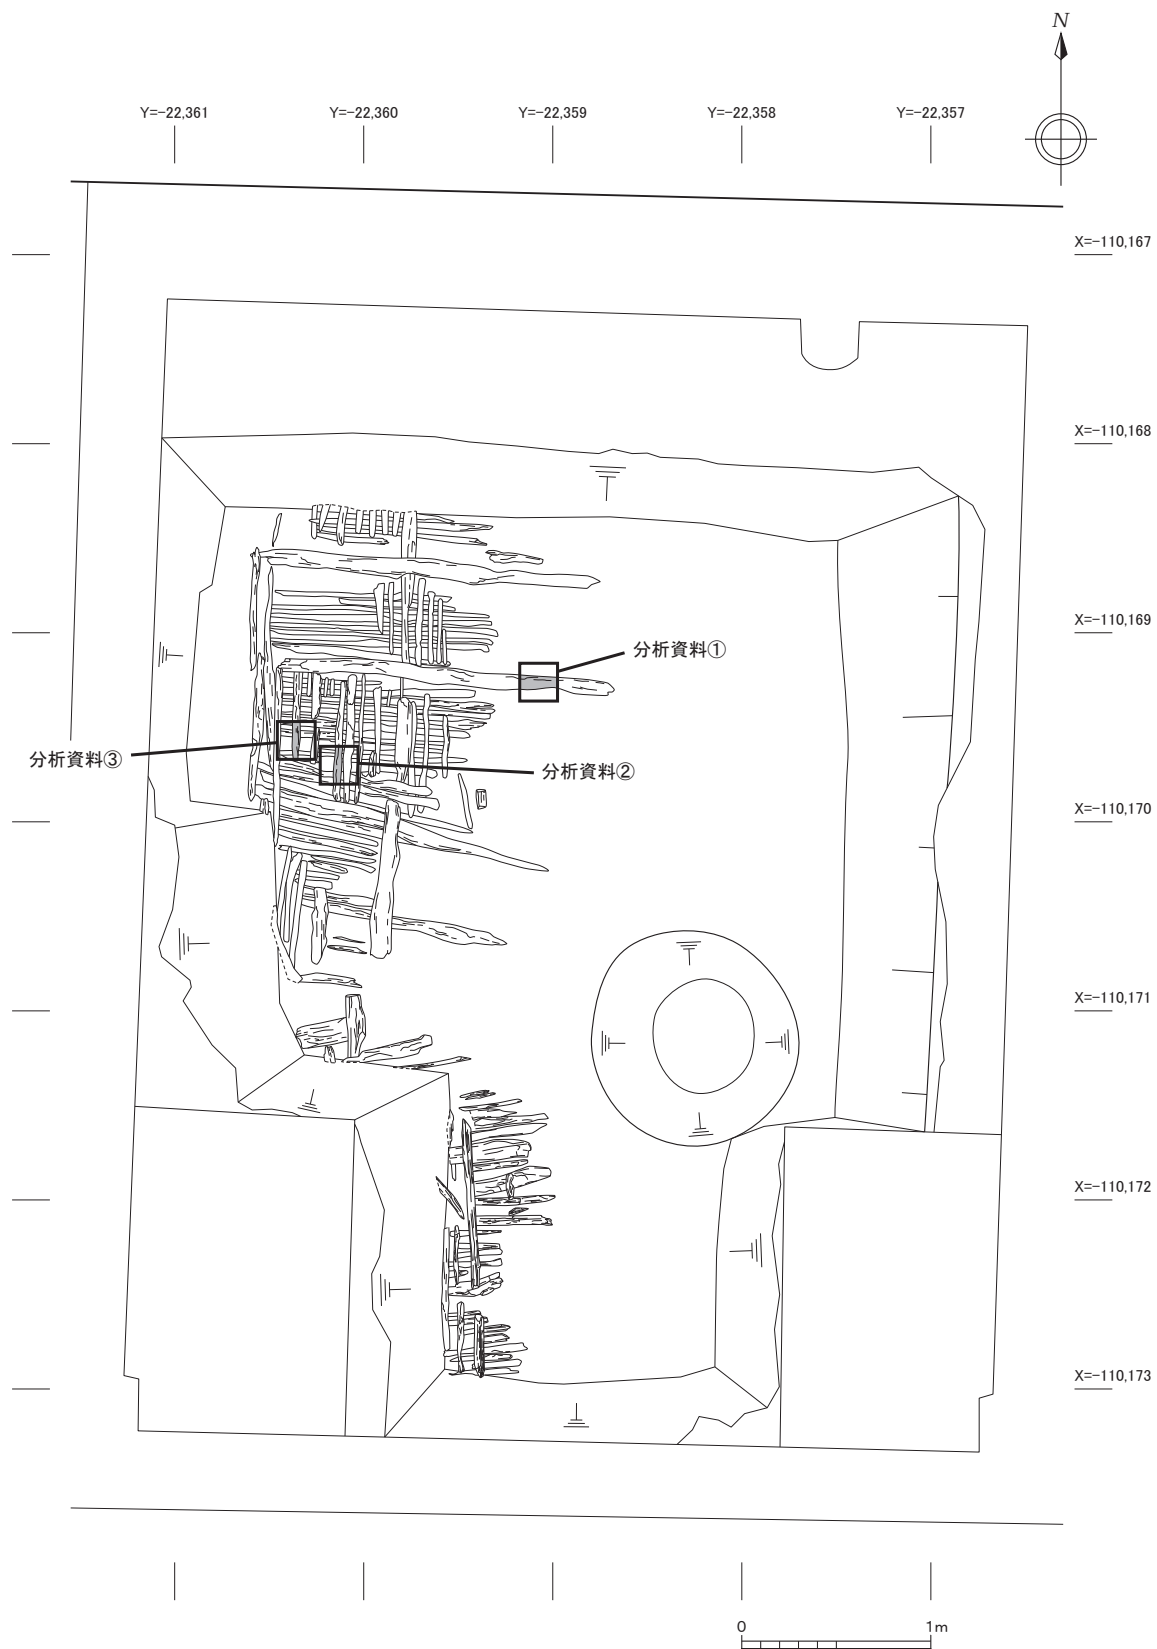 N
Y=-22,361
Y=-22,360
Y=-22,359
Y=-22,358
Y=-22,357
X=-110,167
X=-110,168
X=-110,169
分析資料①
分析資料③
分析資料②
X=-110,170
X=-110,171
X=-110,172
X=-110,173
0
1m